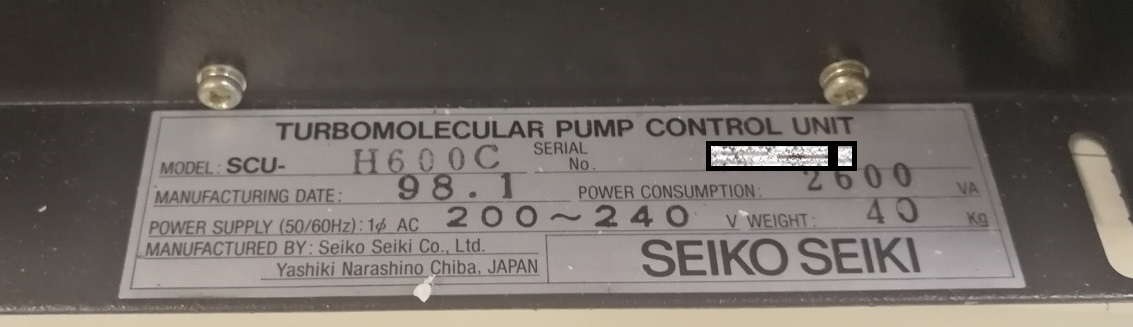 TURBOMOLECULAR PUMP CONTROL UNIT
MODEL: SCU- H600C SERIAL No.
MANUFACTURING DATE: 98.1 POWER CONSUMPTION: 2600 VA
POWER SUPPLY (50/60Hz): 1ϕ AC 200~240 V WEIGHT: 40 Kg
MANUFACTURED BY: Seiko Seiki Co., Ltd.
Yashiki Narashino Chiba, JAPAN
SEIKO SEIKI